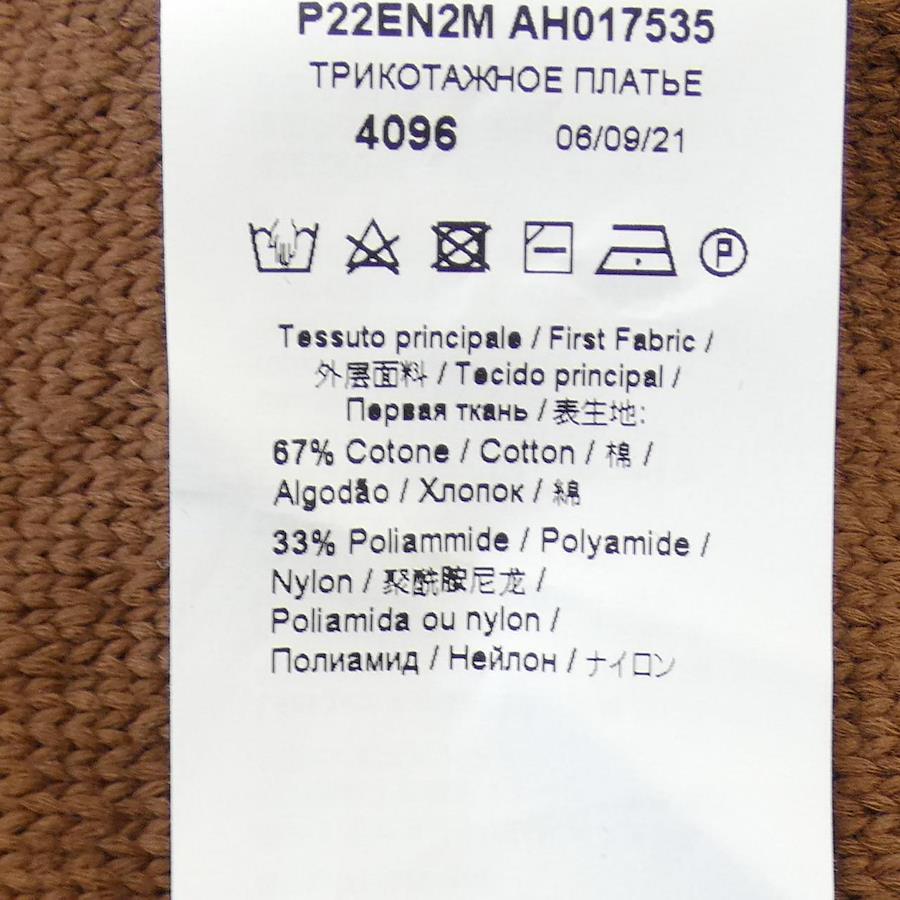 P22EN2M AH017535
ТРИКОТАЖНОЕ ПЛАТЬЕ
4096 06/09/21
P
Tessuto principale / First Fabric /
外层面料 / Tecido principal /
Первая ткань / 表生地:
67% Cotone / Cotton / 棉 /
Algodão / Хлопок / 綿
33% Poliammide / Polyamide /
Nylon / 聚酰胺尼龙 /
Poliamida ou nylon /
Полиамид / Нейлон / ナイロン